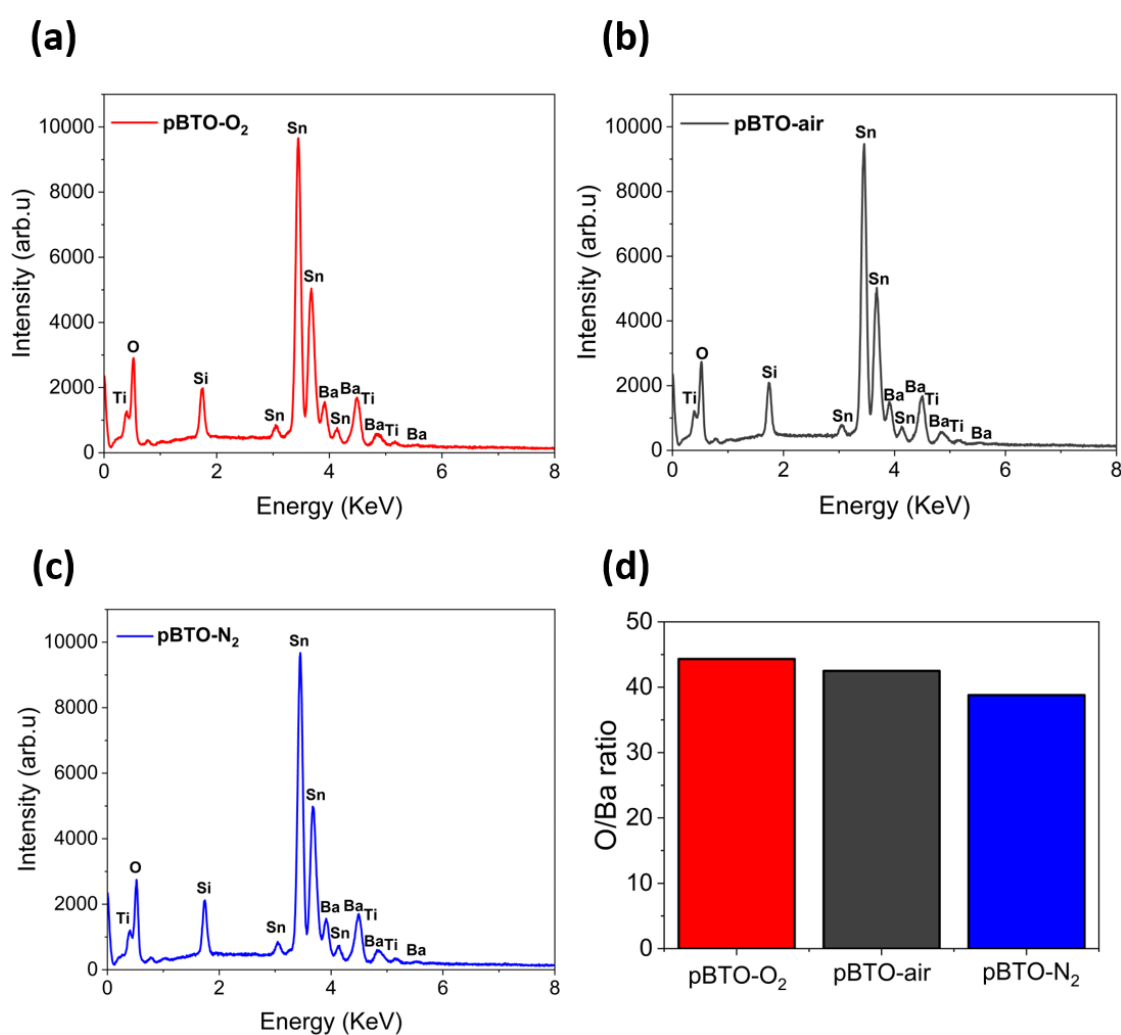 (a)
pBTO-O₂
Intensity (arb.u)
10000
8000
6000
4000
2000
0
Sn
Sn
O
Ti
Si
Sn
Ba
Sn
Ba
Ti
Ba
Ti
Ba
0 2 4 6 8
Energy (KeV)
(b)
pBTO-air
Intensity (arb.u)
10000
8000
6000
4000
2000
0
Sn
Sn
O
Ti
Si
Sn
Ba
Sn
Ba
Ti
Ba
Ti
Ba
0 2 4 6 8
Energy (KeV)
(c)
pBTO-N₂
Intensity (arb.u)
10000
8000
6000
4000
2000
0
Sn
Sn
O
Ti
Si
Sn
Ba
Sn
Ba
Ti
Ba
Ti
Ba
0 2 4 6 8
Energy (KeV)
(d)
O/Ba ratio
50
40
30
20
10
0
pBTO-O₂ pBTO-air pBTO-N₂